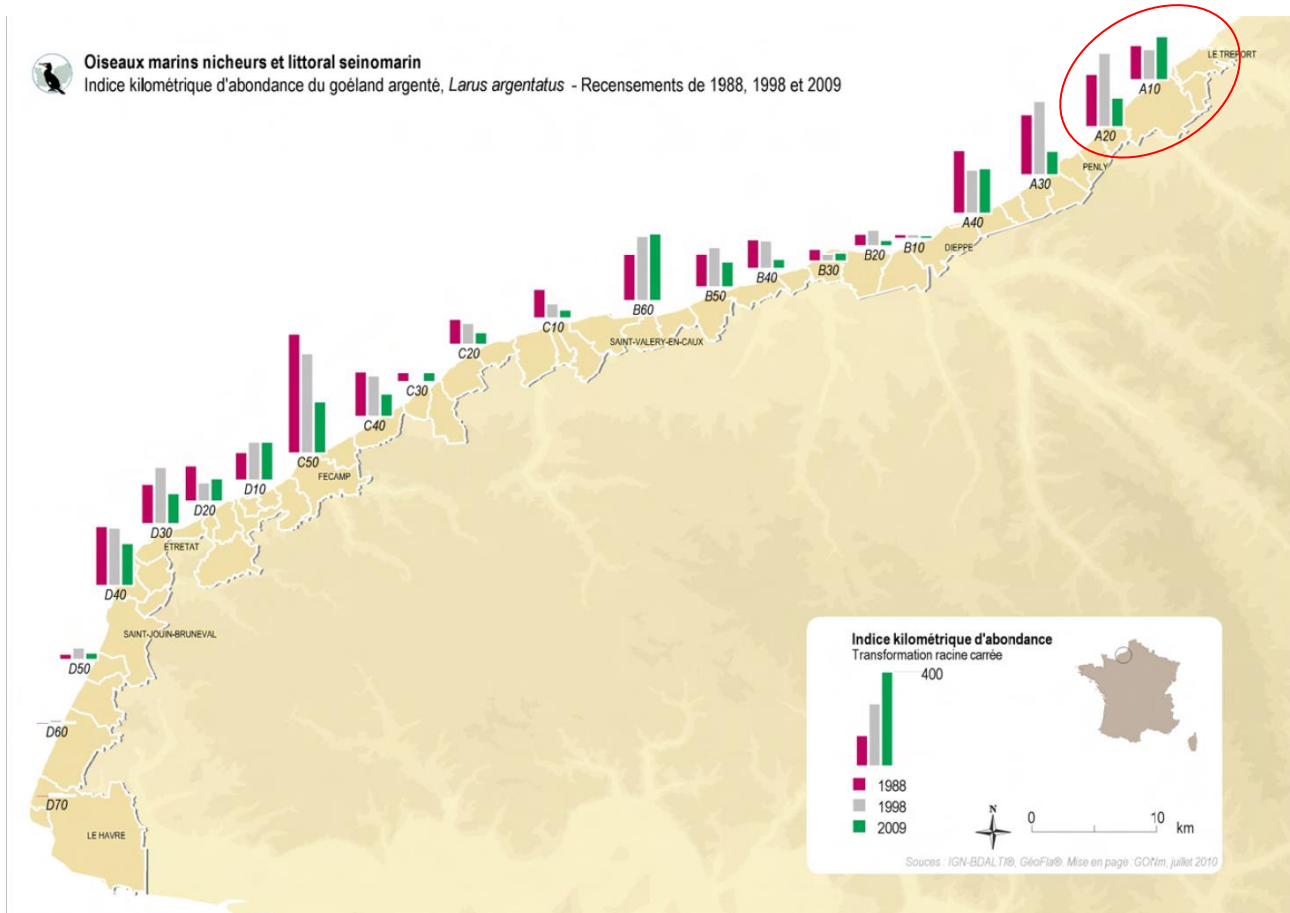 Oiseaux marins nicheurs et littoral seinomarin
Indice kilométrique d'abondance du goéland argenté, Larus argentatus - Recensements de 1988, 1998 et 2009
LE TREPORT
A10
A20
PENLY
A30
A40
DIEPPE
B10
B20
B30
B40
B50
B60
SAINT-VALERY-EN-CAUX
C10
C20
C30
C40
C50
FECAMP
D10
D20
D30
ETRETAT
D40
SAINT-JOUIN-BRUNEVAL
D50
D60
D70
LE HAVRE
Indice kilométrique d'abondance
Transformation racine carrée
400
1988
1998
2009
N
0 10
km
Souces : IGN-BDALTI®, GéoFla®. Mise en page : GONm, juillet 2010